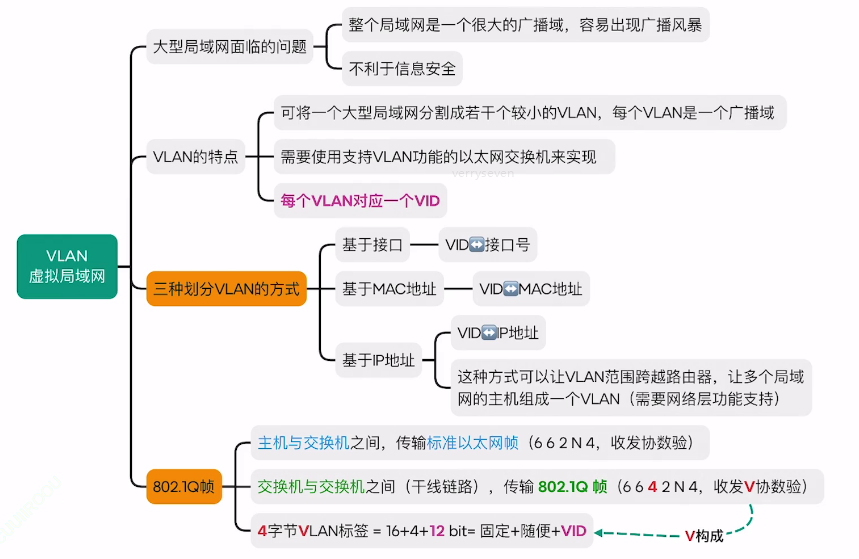 大型局域网面临的问题
整个局域网是一个很大的广播域，容易出现广播风暴
不利于信息安全
VLAN的特点
可将一个大型局域网分割成若干个较小的VLAN，每个VLAN是一个广播域
需要使用支持VLAN功能的以太网交换机来实现
verryseven
每个VLAN对应一个VID
VLAN
虚拟局域网
三种划分VLAN的方式
基于接口
VID↔接口号
基于MAC地址
VID↔MAC地址
基于IP地址
VID↔IP地址
这种方式可以让VLAN范围跨越路由器，让多个局域
网的主机组成一个VLAN（需要网络层功能支持）
802.1Q帧
主机与交换机之间，传输标准以太网帧（6 6 2 N 4，收发协数验）
交换机与交换机之间（干线链路），传输 802.1Q 帧（6 6 4 2 N 4，收发V协数验）
4字节VLAN标签 = 16+4+12 bit= 固定+随便+VID
V构成